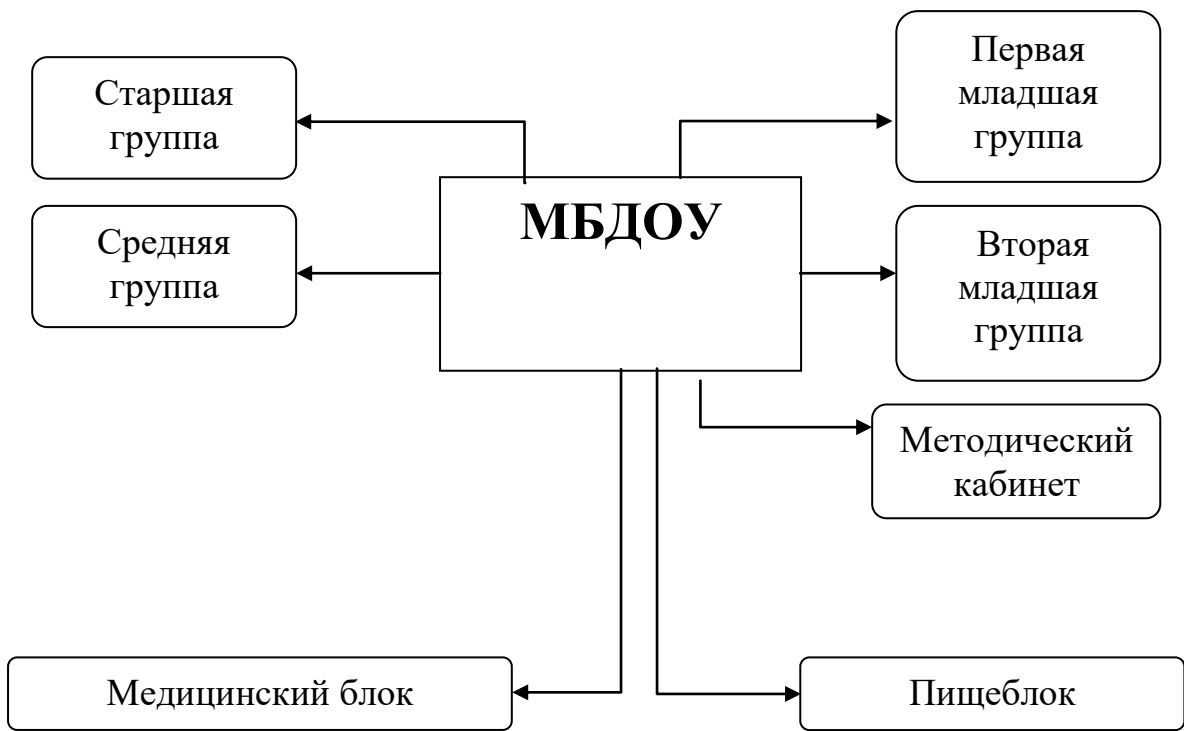 Старшая
группа
Первая
младшая
группа
МБДОУ
Средняя
группа
Вторая
младшая
группа
Методический
кабинет
Медицинский блок
Пищеблок